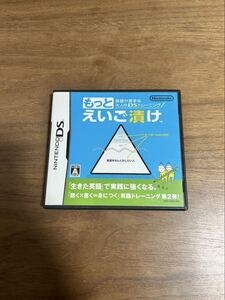 NINTENDO DS
英語が苦手な
大人のDSトレーニング
Nintendo
もっと
えいご漬け
「生きた英語」で実践に強くなる。
「聴く×書く=身につく」英語トレーニング 第2弾!